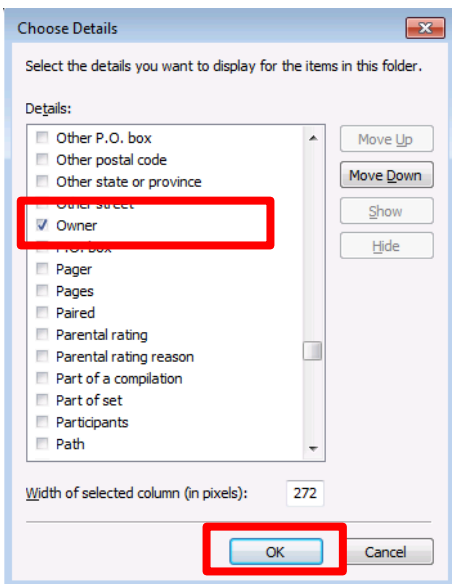 Choose Details
Select the details you want to display for the items in this folder.
Details:
Other P.O. box
Other postal code
Other state or province
Other street
Owner
P.O. box
Pager
Pages
Paired
Parental rating
Parental rating reason
Part of a compilation
Part of set
Participants
Path
Move Up
Move Down
Show
Hide
Width of selected column (in pixels): 272
OK Cancel